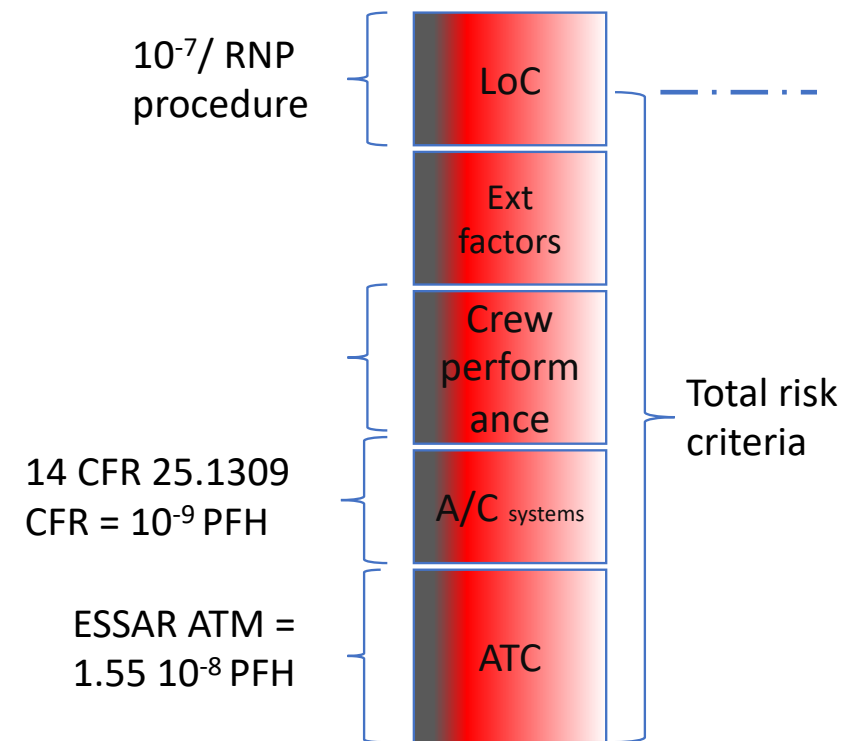 10⁻⁷/ RNP
procedure
LoC
Ext
factors
Crew
perform
ance
Total risk
criteria
14 CFR 25.1309
CFR = 10⁻⁹ PFH
A/C systems
ESSAR ATM =
1.55 10⁻⁸ PFH
ATC